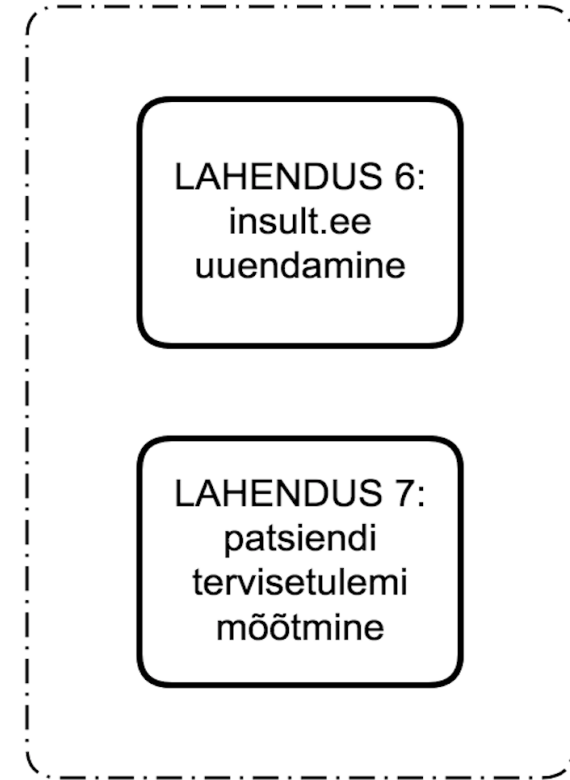 LAHENDUS 6:
insult.ee
uuendamine
LAHENDUS 7:
patsiendi
tervisetulemi
mõõtmine